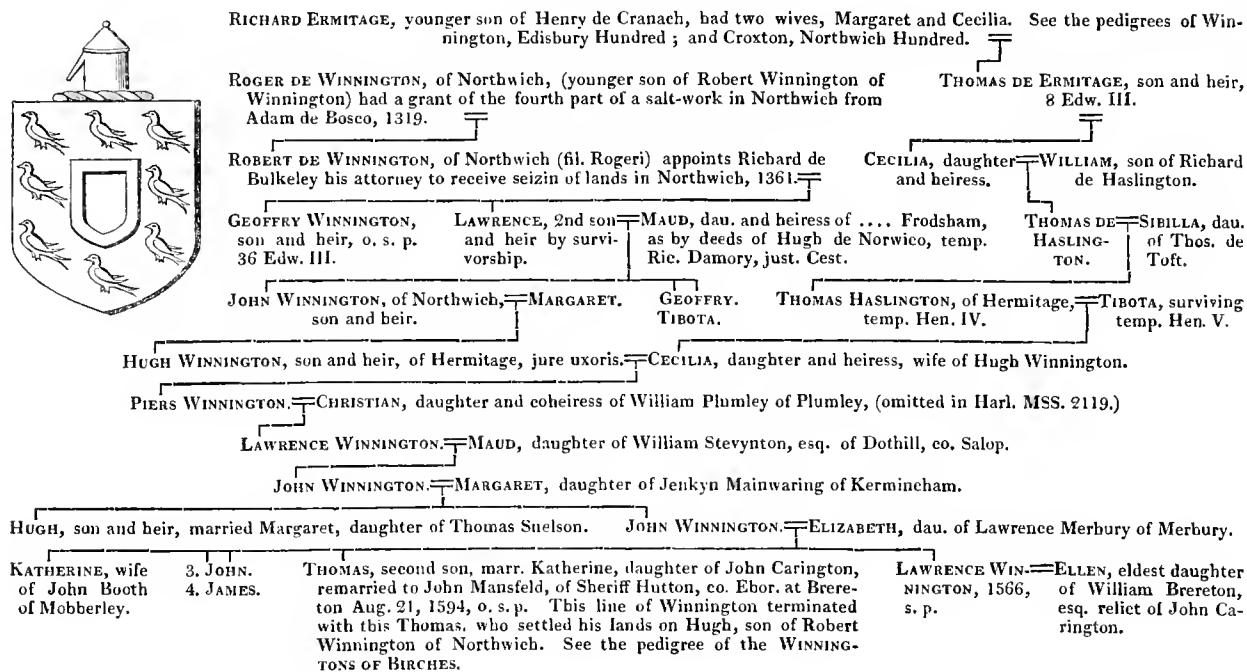 RICHARD ERMITAGE, younger son of Henry de Cranach, had two wives, Margaret and Cecilia. See the pedigrees of Win-
nington, Edisbury Hundred ; and Croxton, Northwich Hundred.
ROGER DE WINNINGTON, of Northwich, (younger son of Robert Winnington of
Winnington) had a grant of the fourth part of a salt-work in Northwich from
Adam de Bosco, 1319.
THOMAS DE ERMITAGE, son and heir,
8 Edw. III.
ROBERT DE WINNINGTON, of Northwich (fil. Rogeri) appoints Richard de
Bulkeley his attorney to receive seizin of lands in Northwich, 1361.
CECILIA, daughter
and heiress.
WILLIAM, son of Richard
de Haslington.
GEOFFRY WINNINGTON,
son and heir, o. s. p.
36 Edw. III.
LAWRENCE, 2nd son
and heir by survi-
vorship.
MAUD, dau. and heiress of .... Frodsham,
as by deeds of Hugh de Norwico, temp.
Ric. Damory, just. Cest.
THOMAS DE
HASLING-
TON.
SIBILLA, dau.
of Thos. de
Toft.
JOHN WINNINGTON, of Northwich,
son and heir.
MARGARET.
GEOFFRY.
TIBOTA.
THOMAS HASLINGTON, of Hermitage,
temp. Hen. IV.
TIBOTA, surviving
temp. Hen. V.
HUGH WINNINGTON, son and heir, of Hermitage, jure uxoris.
CECILIA, daughter and heiress, wife of Hugh Winnington.
PIERS WINNINGTON.
CHRISTIAN, daughter and coheiress of William Plumley of Plumley, (omitted in Harl. MSS. 2119.)
LAWRENCE WINNINGTON.
MAUD, daughter of William Stevynton, esq. of Dothill, co. Salop.
JOHN WINNINGTON.
MARGARET, daughter of Jenkyn Mainwaring of Kermincham.
HUGH, son and heir, married Margaret, daughter of Thomas Snelson.
JOHN WINNINGTON.
ELIZABETH, dau. of Lawrence Merbury of Merbury.
KATHERINE, wife
of John Booth
of Mobberley.
3. JOHN.
4. JAMES.
THOMAS, second son, marr. Katherine, daughter of John Carington,
remarried to John Mansfeld, of Sheriff Hutton, co. Ebor. at Brere-
ton Aug. 21, 1594, o. s. p. This line of Winnington terminated
with this Thomas, who settled his lands on Hugh, son of Robert
Winnington of Northwich. See the pedigree of the WINNING-
TONS OF BIRCHES.
LAWRENCE WIN-
NINGTON, 1566,
s. p.
ELLEN, eldest daughter
of William Brereton,
esq. relict of John Ca-
rington.